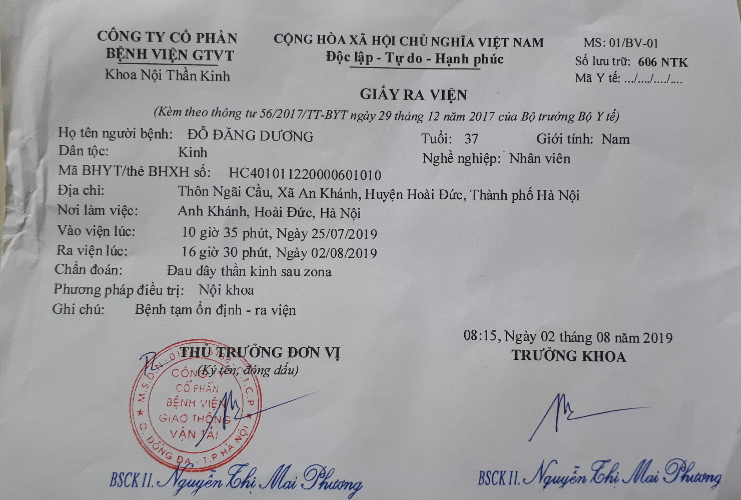 CÔNG TY CỔ PHẦN
BỆNH VIỆN GTVT
Khoa Nội Thần Kinh
CỘNG HÒA XÃ HỘI CHỦ NGHĨA VIỆT NAM
Độc lập - Tự do - Hạnh phúc
MS: 01/BV-01
Số lưu trữ: 606 NTK
Mã Y tế: .../..../..../....
GIẤY RA VIỆN
(Kèm theo thông tư 56/2017/TT-BYT ngày 29 tháng 12 năm 2017 của Bộ trưởng Bộ Y tế)
Họ tên người bệnh: ĐỖ ĐĂNG DƯƠNG Tuổi: 37 Giới tính: Nam
Dân tộc: Kinh Nghề nghiệp: Nhân viên
Mã BHYT/thẻ BHXH số: HC401011220000601010
Địa chỉ: Thôn Ngãi Cầu, Xã An Khánh, Huyện Hoài Đức, Thành phố Hà Nội
Nơi làm việc: Anh Khánh, Hoài Đức, Hà Nội
Vào viện lúc: 10 giờ 35 phút, Ngày 25/07/2019
Ra viện lúc: 16 giờ 30 phút, Ngày 02/08/2019
Chẩn đoán: Đau dây thần kinh sau zona
Phương pháp điều trị: Nội khoa
Ghi chú: Bệnh tạm ổn định - ra viện
08:15, Ngày 02 tháng 08 năm 2019
THỦ TRƯỞNG ĐƠN VỊ
(Ký tên, đóng dấu)
TRƯỞNG KHOA
CÔNG
CỔ PHẦN
BỆNH VIỆN
GIAO THÔNG
VẬN TẢI
Q. ĐỐNG ĐA - T.P HÀ NỘI
BSCK II. Nguyễn Thị Mai Phương
BSCK II. Nguyễn Thị Mai Phương